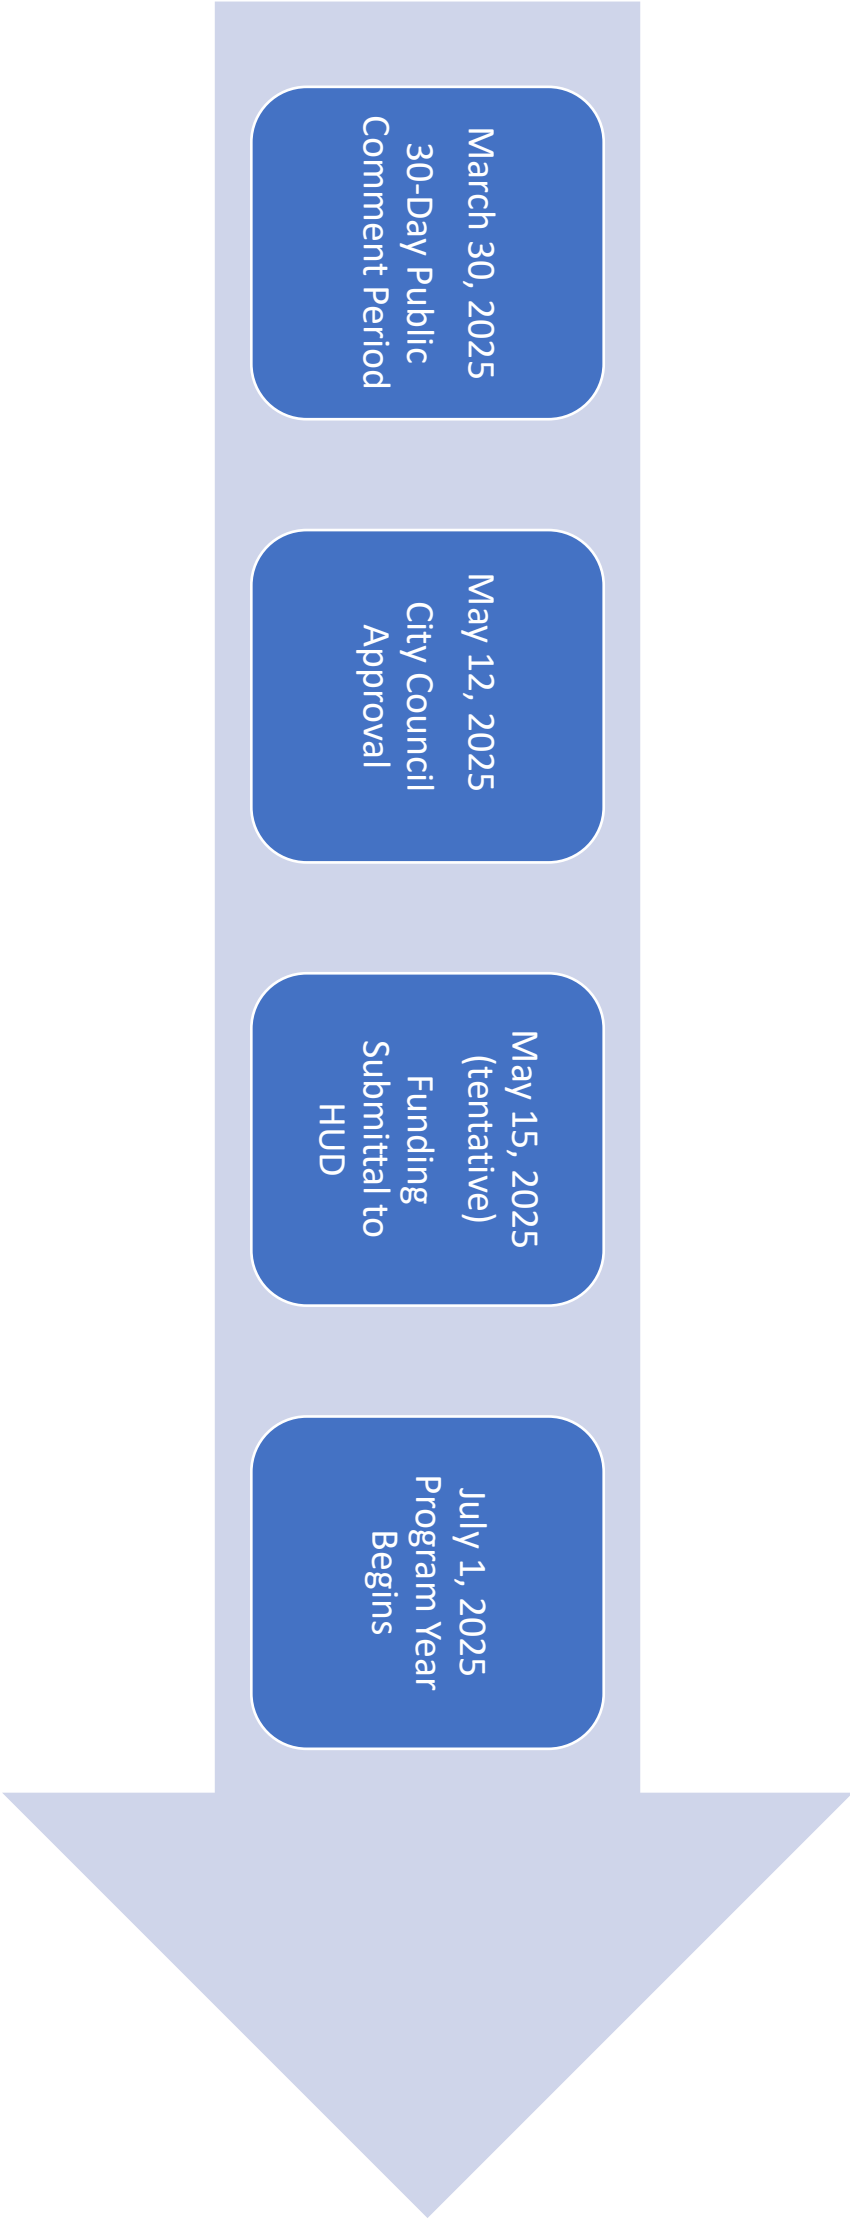 March 30, 2025
30-Day Public
Comment Period
May 12, 2025
City Council
Approval
May 15, 2025
(tentative)
Funding
Submittal to
HUD
July 1, 2025
Program Year
Begins